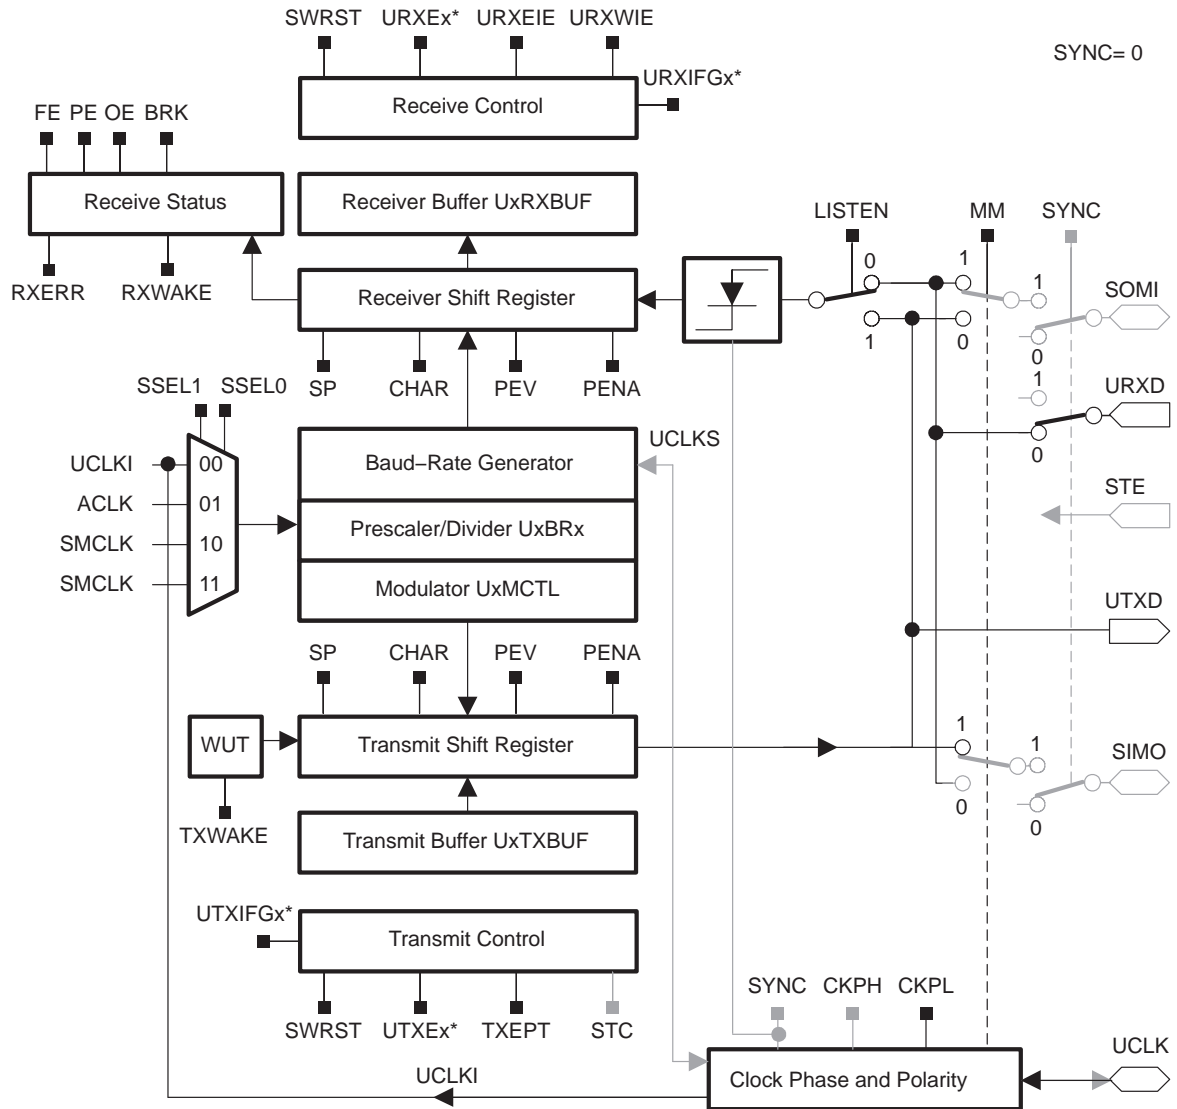 SWRST URXEx* URXEIE URXWIE
SYNC= 0
URXIFGx*
Receive Control
FE PE OE BRK
Receive Status
Receiver Buffer UxRXBUF
LISTEN MM SYNC
0 1 1
RXERR RXWAKE
Receiver Shift Register
SOMI
1 0 0
SP CHAR PEV PENA
1
URXD
0
SSEL1 SSEL0
UCLKS
UCLKI 00
Baud–Rate Generator
ACLK 01
STE
SMCLK 10
Prescaler/Divider UxBRx
SMCLK 11
Modulator UxMCTL
UTXD
SP CHAR PEV PENA
WUT
Transmit Shift Register
1 1
SIMO
0 0
TXWAKE
Transmit Buffer UxTXBUF
UTXIFGx*
Transmit Control
SYNC CKPH CKPL
SWRST UTXEx* TXEPT STC
UCLK
UCLKI
Clock Phase and Polarity